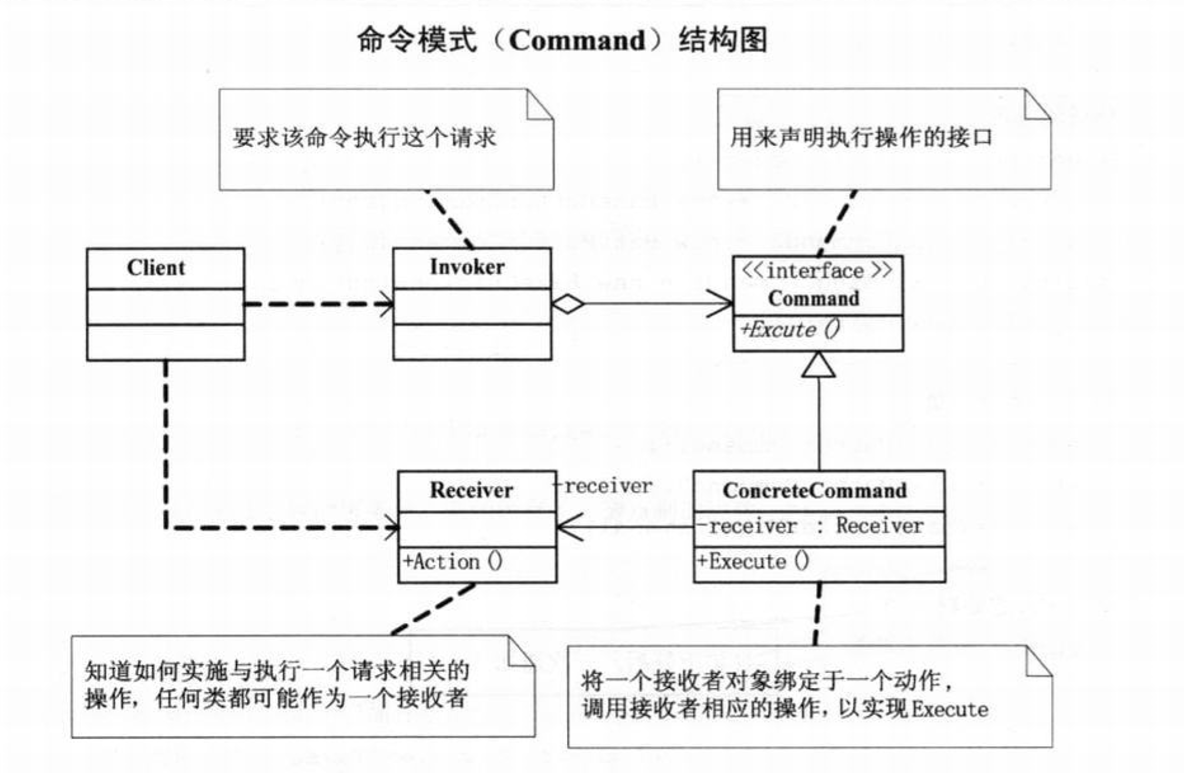 命令模式（Command）结构图
要求该命令执行这个请求
用来声明执行操作的接口
Client
Invoker
<<interface >>
Command
+Excute ()
Receiver
-receiver
ConcreteCommand
-receiver : Receiver
+Action ()
+Execute ()
知道如何实施与执行一个请求相关的
操作，任何类都可能作为一个接收者
将一个接收者对象绑定于一个动作，
调用接收者相应的操作，以实现Execute